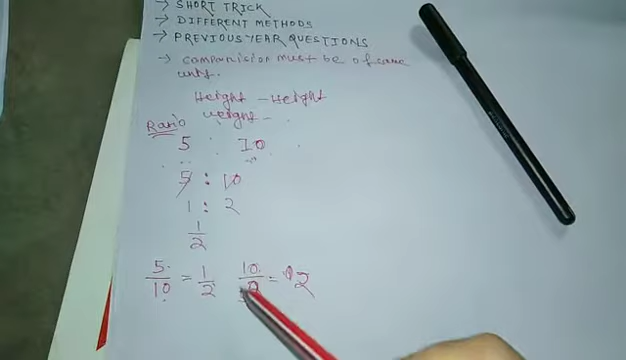 → SHORT TRICK
→ DIFFERENT METHODS
→ PREVIOUS YEAR QUESTIONS
→ comparision must be of same
unit.
Height - Height
weight -
Ratio
5 : 10
5 : 10
1 : 2
1/2
5/10 = 1/2